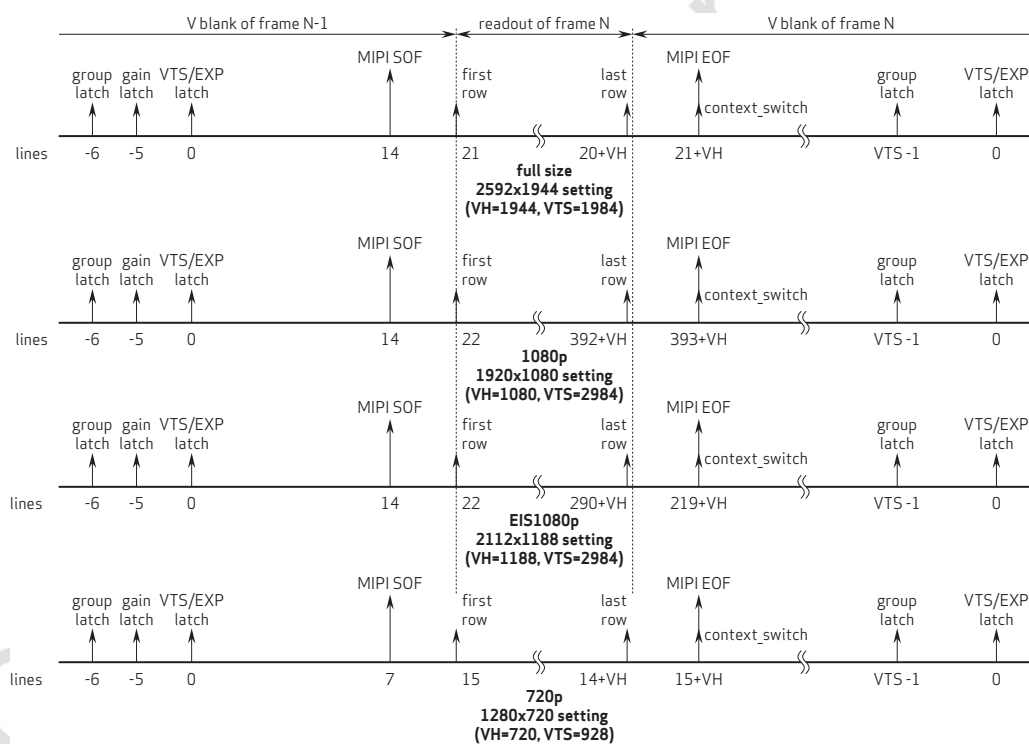 V blank of frame N-1 readout of frame N V blank of frame N
MIPI SOF MIPI EOF
group gain VTS/EXP first last group VTS/EXP
latch latch latch row row context_switch latch latch
lines -6 -5 0 14 21 20+VH 21+VH VTS -1 0
full size
2592x1944 setting
(VH=1944, VTS=1984)
MIPI SOF MIPI EOF
group gain VTS/EXP first last group VTS/EXP
latch latch latch row row context_switch latch latch
lines -6 -5 0 14 22 392+VH 393+VH VTS -1 0
1080p
1920x1080 setting
(VH=1080, VTS=2984)
MIPI SOF MIPI EOF
group gain VTS/EXP first last group VTS/EXP
latch latch latch row row context_switch latch latch
lines -6 -5 0 14 22 290+VH 219+VH VTS -1 0
EIS1080p
2112x1188 setting
(VH=1188, VTS=2984)
MIPI SOF MIPI EOF
group gain VTS/EXP first last group VTS/EXP
latch latch latch row row context_switch latch latch
lines -6 -5 0 7 15 14+VH 15+VH VTS -1 0
720p
1280x720 setting
(VH=720, VTS=928)